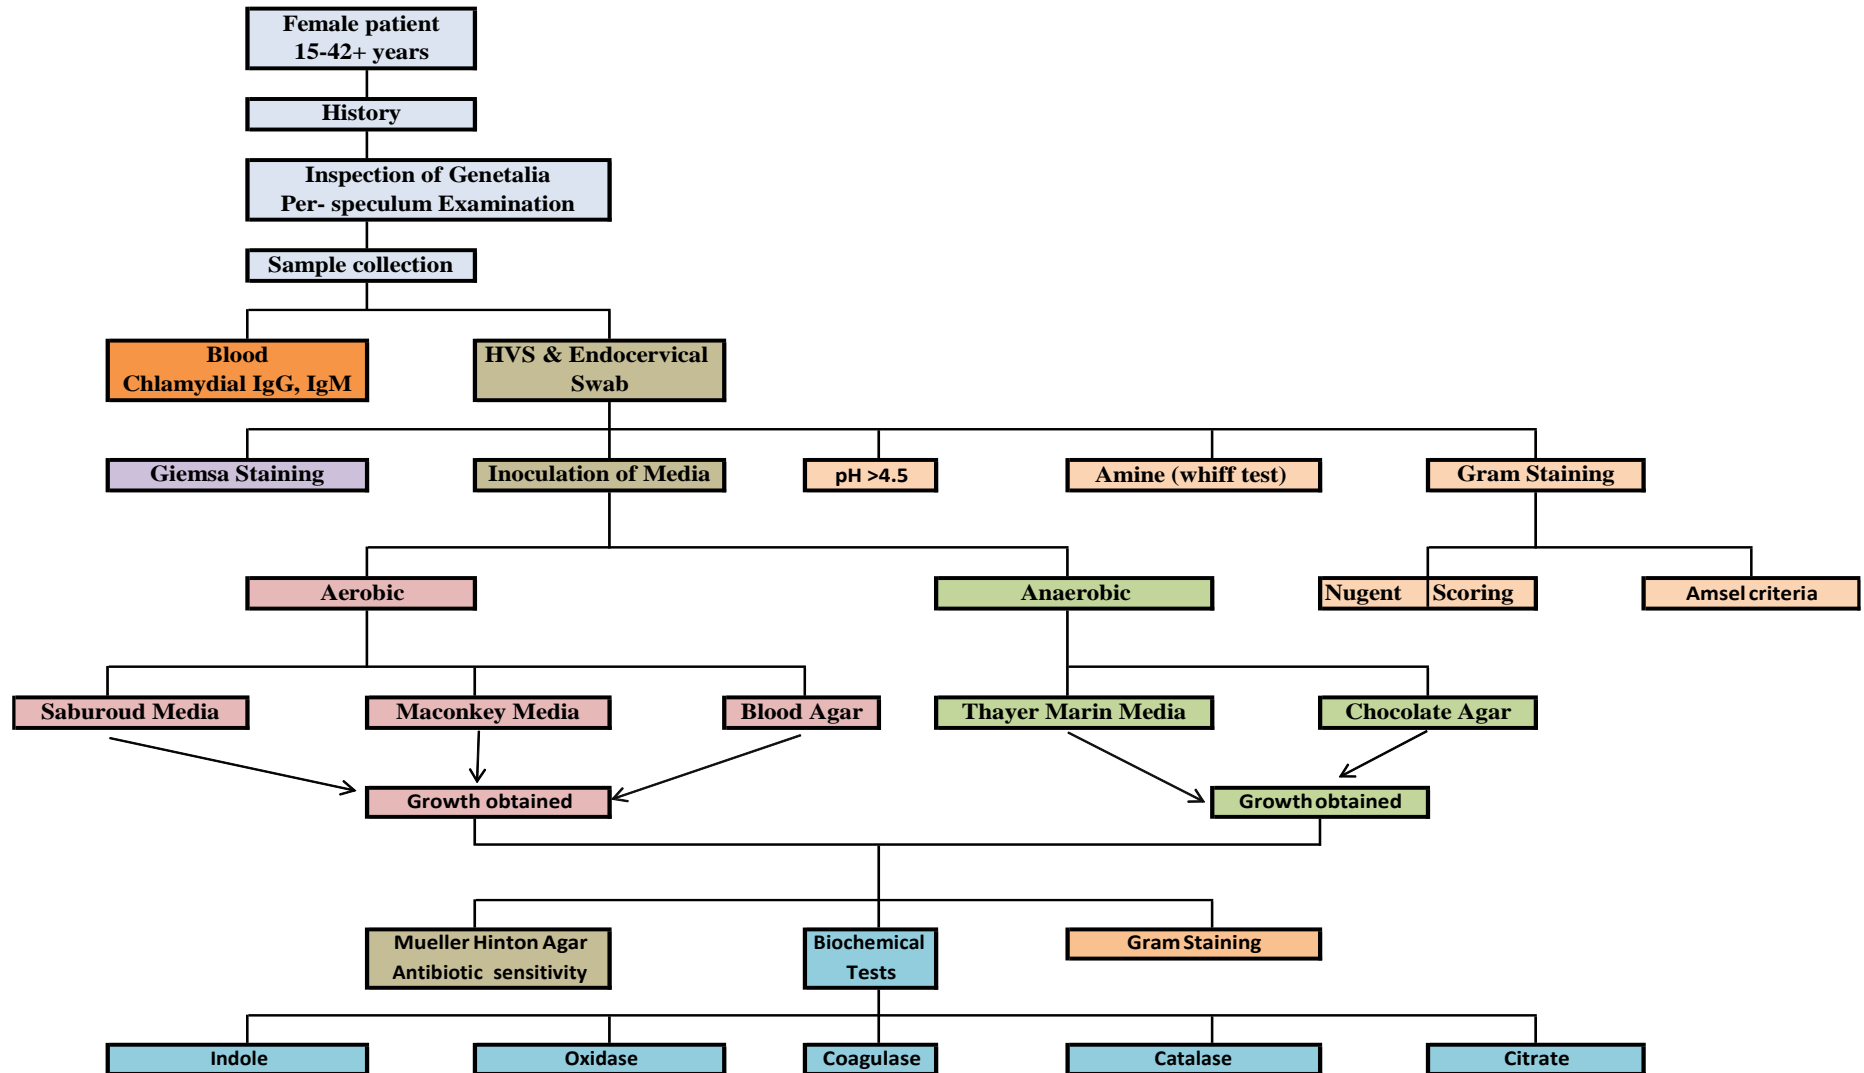 Female patient
15-42+ years
History
Inspection of Genetalia
Per- speculum Examination
Sample collection
Blood
Chlamydial IgG, IgM
HVS & Endocervical
Swab
Giemsa Staining
Inoculation of Media
pH >4.5
Amine (whiff test)
Gram Staining
Aerobic
Anaerobic
Nugent Scoring
Amsel criteria
Saburoud Media
Maconkey Media
Blood Agar
Thayer Marin Media
Chocolate Agar
Growth obtained
Growth obtained
Mueller Hinton Agar
Antibiotic sensitivity
Biochemical
Tests
Gram Staining
Indole
Oxidase
Coagulase
Catalase
Citrate